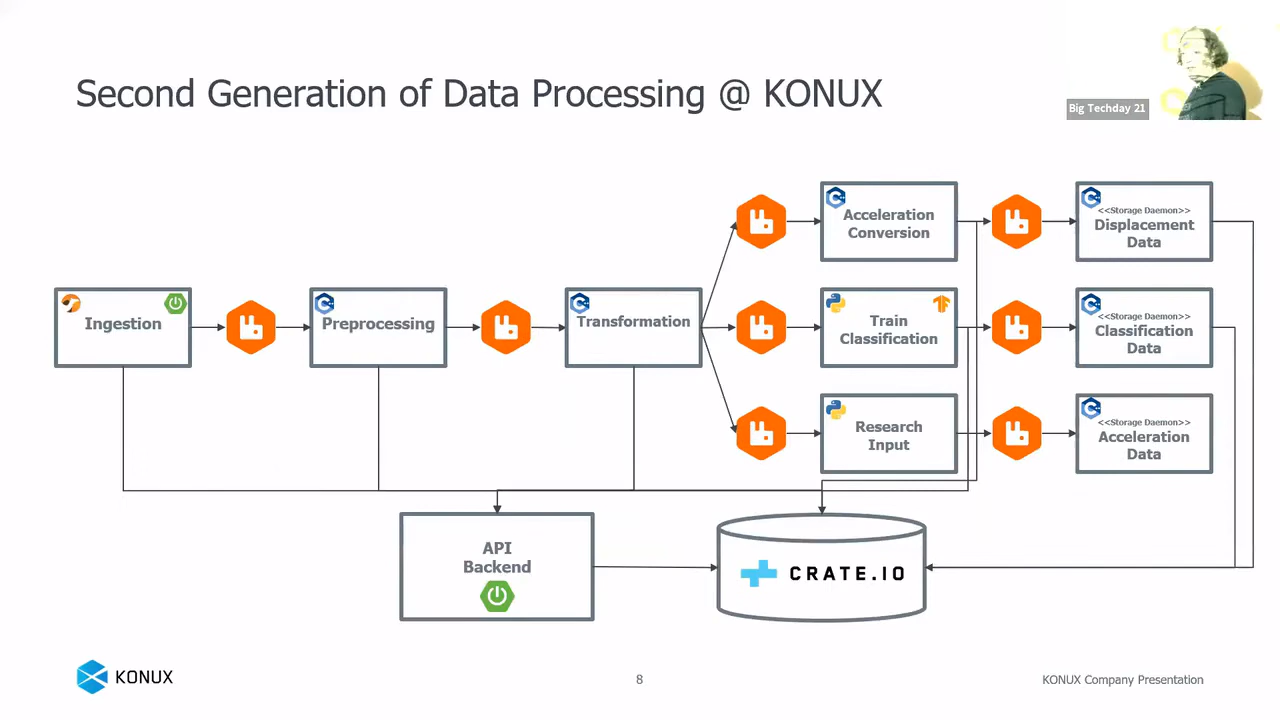 Second Generation of Data Processing @ KONUX
Big Techday 21
Acceleration
Conversion
<<Storage Daemon>>
Displacement
Data
Ingestion
Preprocessing
Transformation
Train
Classification
<<Storage Daemon>>
Classification
Data
Research
Input
<<Storage Daemon>>
Acceleration
Data
API
Backend
CRATE.IO
KONUX
8
KONUX Company Presentation